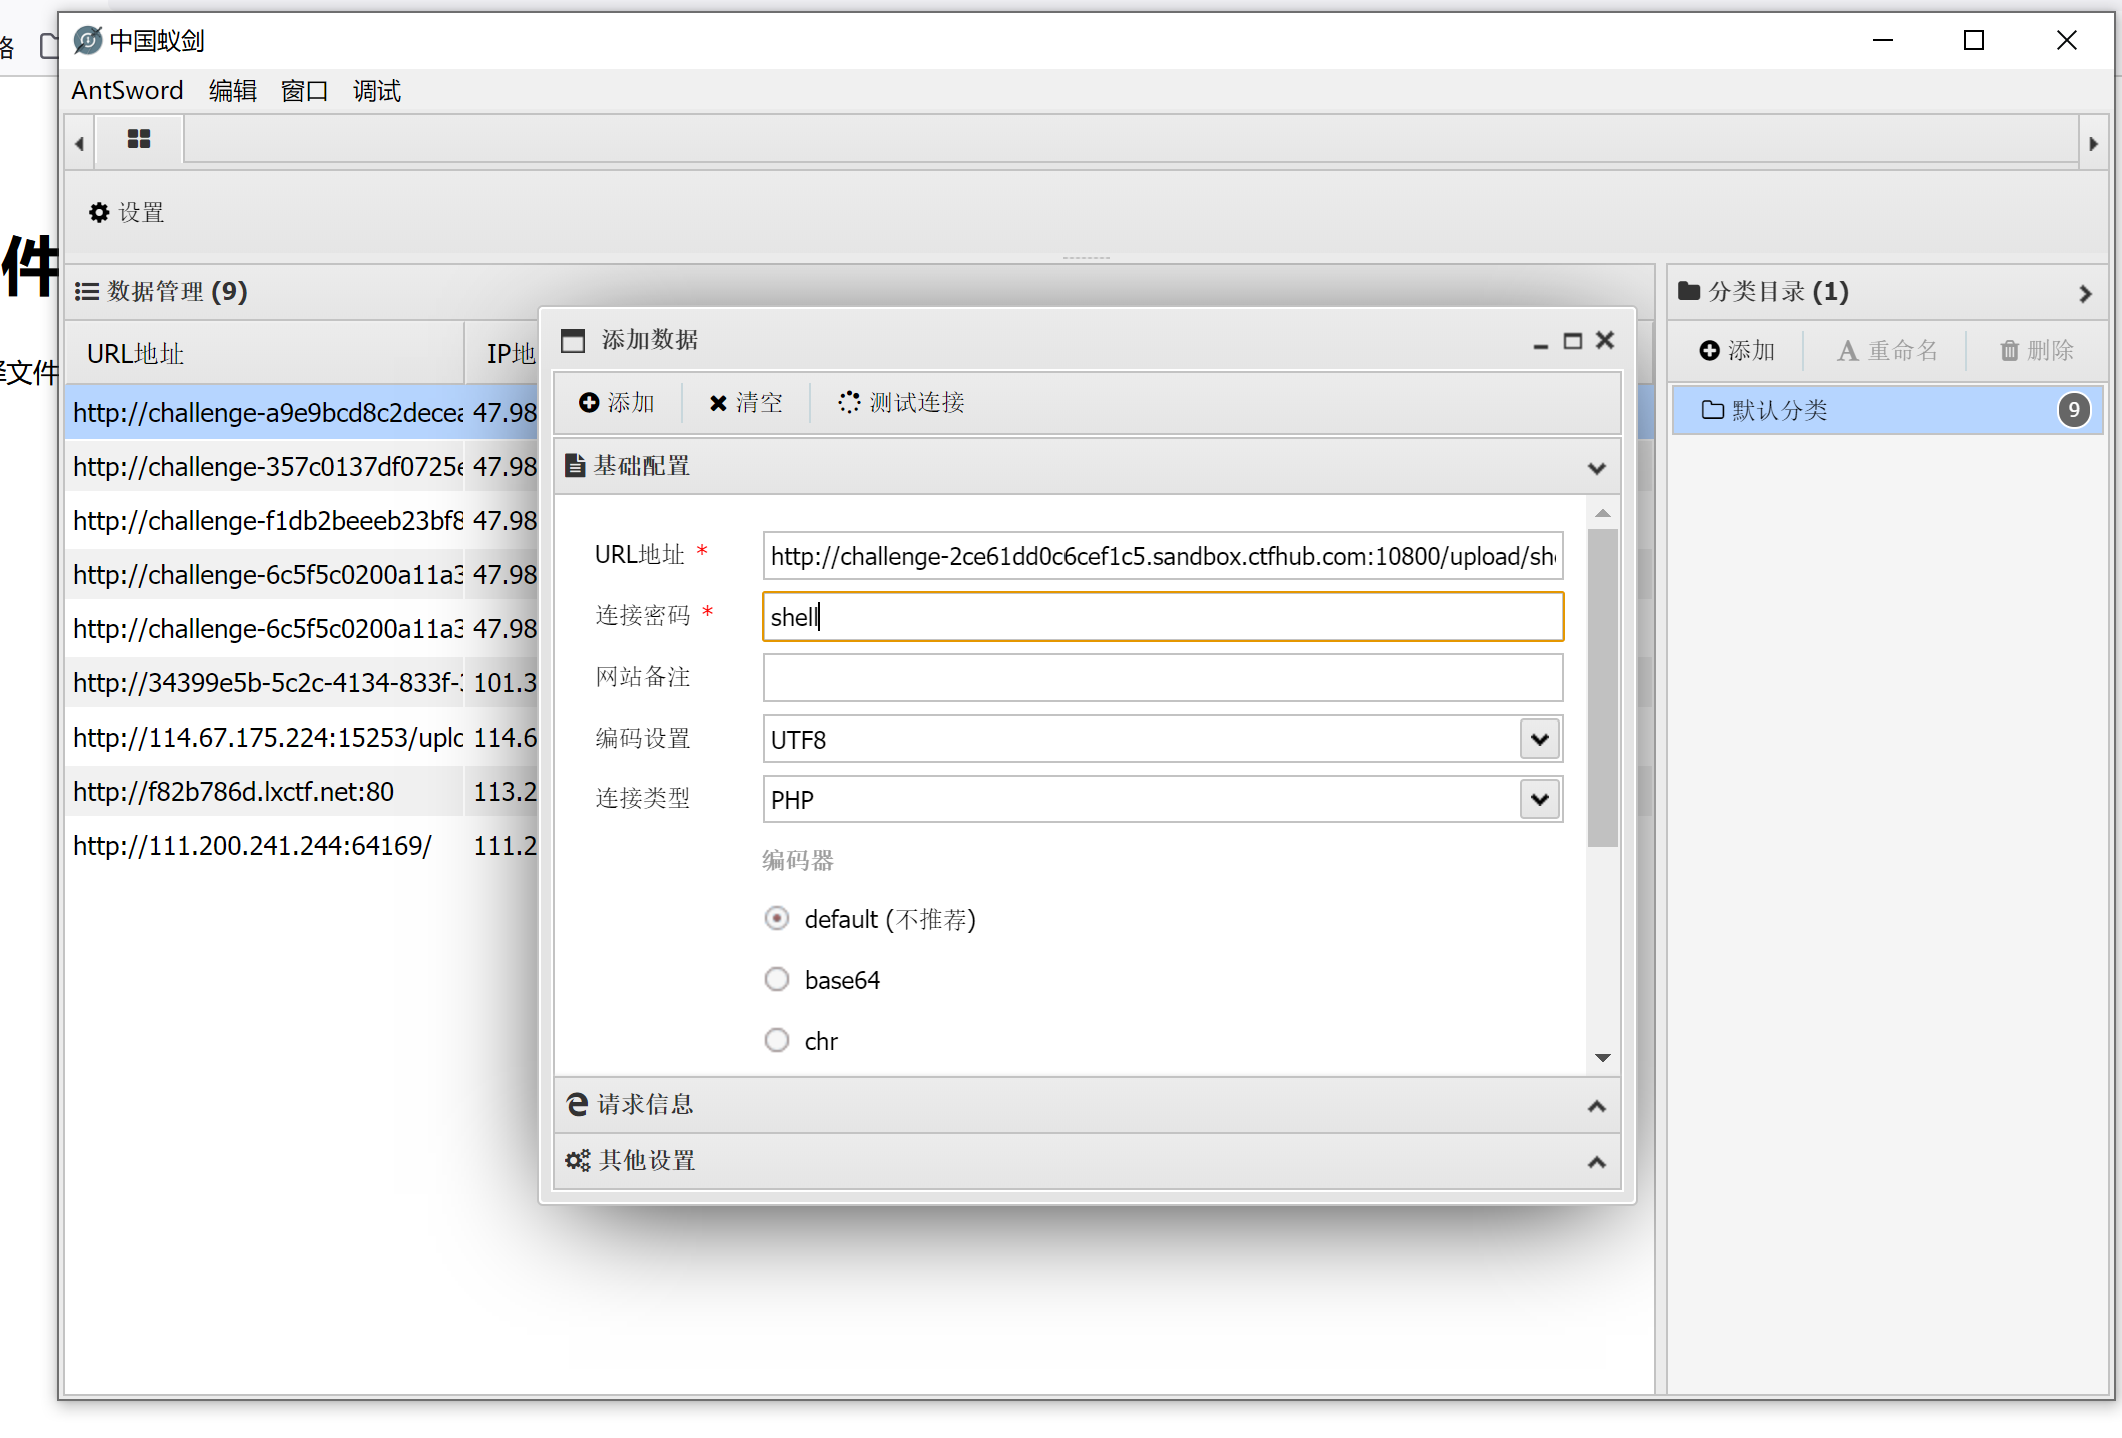 中国蚁剑
AntSword 编辑 窗口 调试
设置
件
数据管理 (9)
分类目录 (1)
URL地址 IP地
添加 重命名 删除
默认分类 9
http://challenge-a9e9bcd8c2decea 47.98
http://challenge-357c0137df0725e 47.98
http://challenge-f1db2beeeb23bf8 47.98
http://challenge-6c5f5c0200a11a3 47.98
http://challenge-6c5f5c0200a11a3 47.98
http://34399e5b-5c2c-4134-833f- 101.3
http://114.67.175.224:15253/uplo 114.6
http://f82b786d.lxctf.net:80 113.2
http://111.200.241.244:64169/ 111.2
文件
添加数据
添加 清空 测试连接
基础配置
URL地址 * http://challenge-2ce61dd0c6cef1c5.sandbox.ctfhub.com:10800/upload/she
连接密码 * shell
网站备注
编码设置 UTF8
连接类型 PHP
编码器
default (不推荐)
base64
chr
请求信息
其他设置